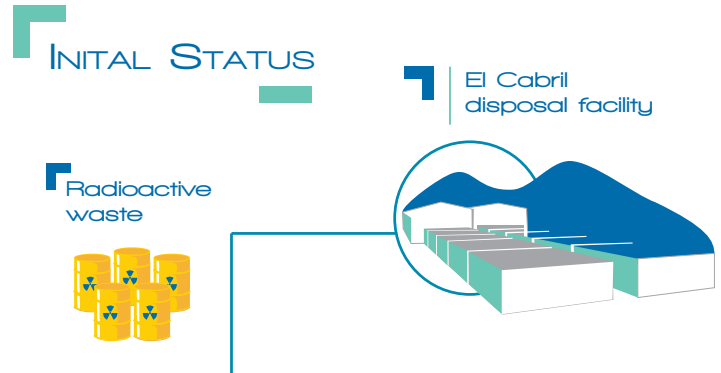 INITAL STATUS
El Cabril
disposal facility
Radioactive
waste